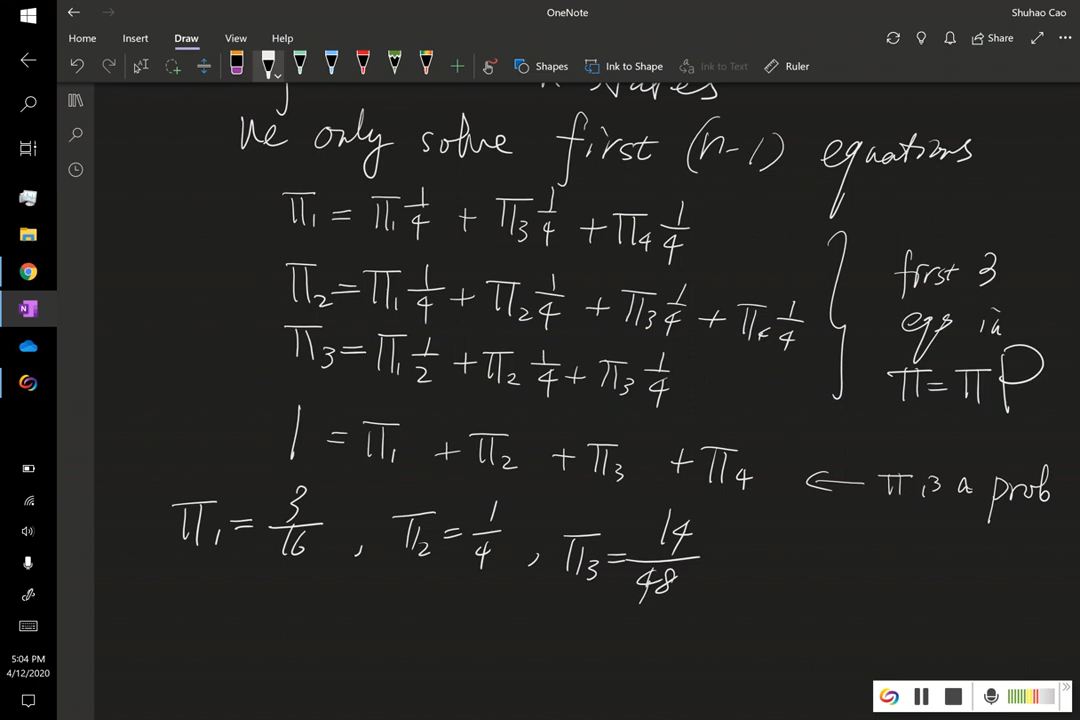 OneNote
Shuhao Cao
Home Insert Draw View Help
Share
Shapes Ink to Shape Ink to Text Ruler
n states
We only solve first (n-1) equations
π₁ = π₁ 1/4 + π₃ 1/4 + π₄ 1/4
π₂ = π₁ 1/4 + π₂ 1/4 + π₃ 1/4 + π₄ 1/4
π₃ = π₁ 1/2 + π₂ 1/4 + π₃ 1/4
first 3
eqs in
π = πP
1 = π₁ + π₂ + π₃ + π₄ ← π is a prob
π₁ = 3/16 , π₂ = 1/4 , π₃ = 14/48
5:04 PM
4/12/2020